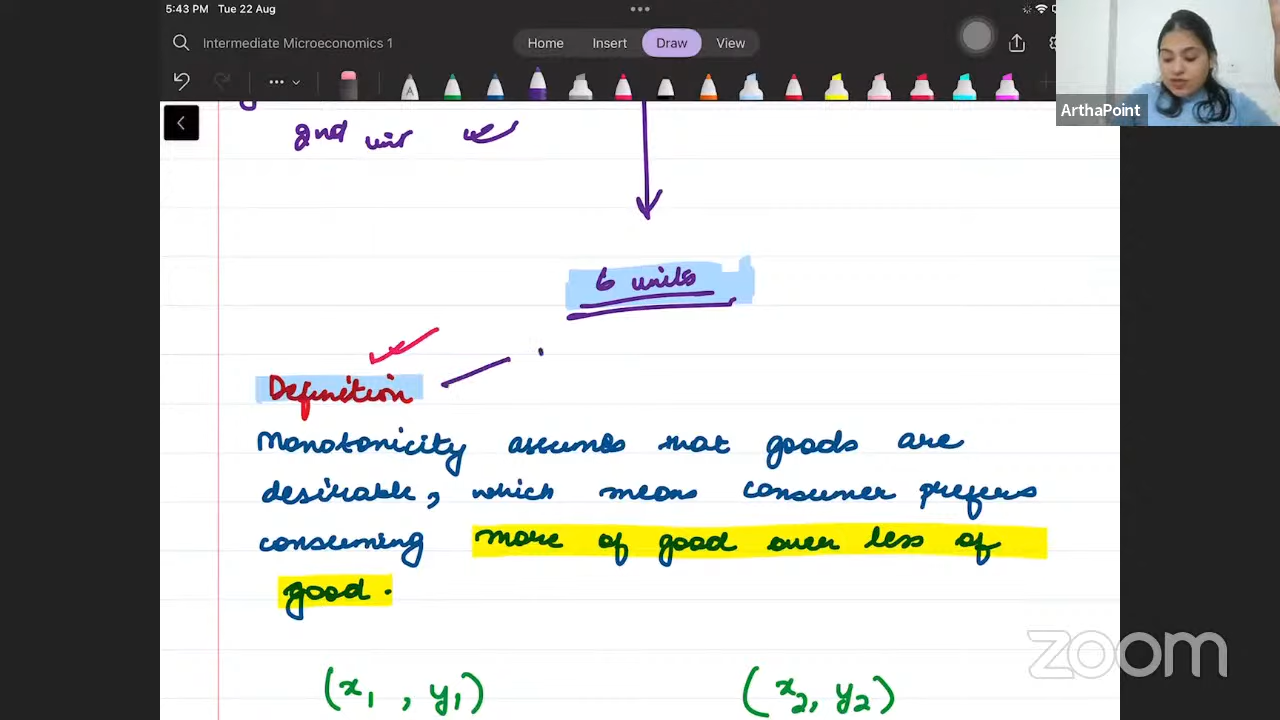 5:43 PM Tue 22 Aug
Intermediate Microeconomics 1
Home Insert Draw View
A
ArthaPoint
6 units
Definition
Monotonicity assumes that goods are
desirable, which means consumer prefers
consuming more of good over less of
good.
zoom
(x₁, y₁) (x₂, y₂)